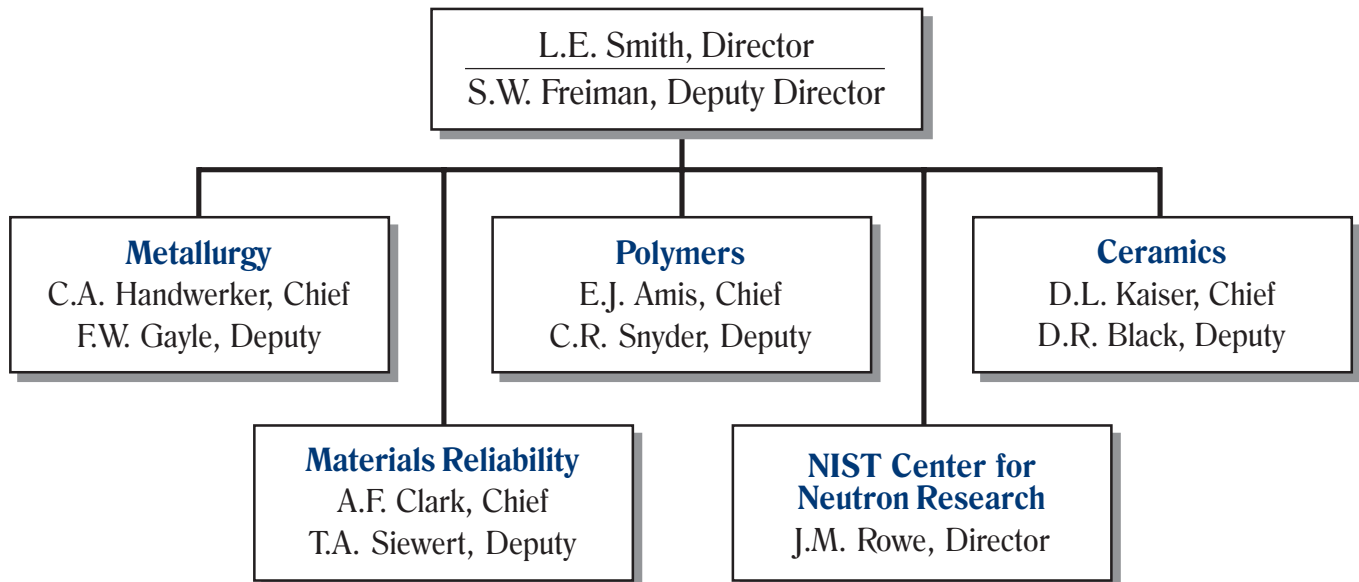 L.E. Smith, Director
S.W. Freiman, Deputy Director
Metallurgy
C.A. Handwerker, Chief
F.W. Gayle, Deputy
Polymers
E.J. Amis, Chief
C.R. Snyder, Deputy
Ceramics
D.L. Kaiser, Chief
D.R. Black, Deputy
Materials Reliability
A.F. Clark, Chief
T.A. Siewert, Deputy
NIST Center for
Neutron Research
J.M. Rowe, Director